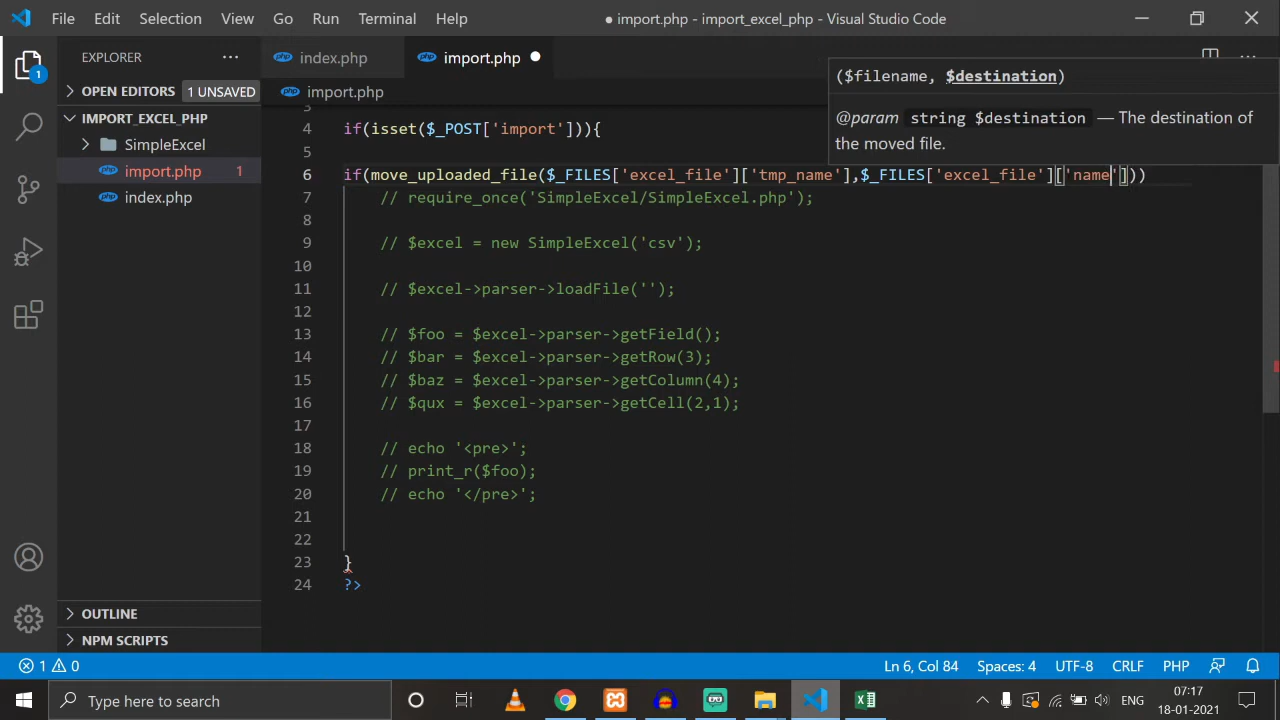 File Edit Selection View Go Run Terminal Help
● import.php - import_excel_php - Visual Studio Code
EXPLORER
index.php
import.php
OPEN EDITORS 1 UNSAVED
import.php
IMPORT_EXCEL_PHP
SimpleExcel
import.php 1
index.php
OUTLINE
NPM SCRIPTS
1
($filename, $destination)
@param string $destination — The destination
of the moved file.
3
4 if(isset($_POST['import'])){
5
6 if(move_uploaded_file($_FILES['excel_file']['tmp_name'],$_FILES['excel_file']['name']))
7 // require_once('SimpleExcel/SimpleExcel.php');
8
9 // $excel = new SimpleExcel('csv');
10
11 // $excel->parser->loadFile('');
12
13 // $foo = $excel->parser->getField();
14 // $bar = $excel->parser->getRow(3);
15 // $baz = $excel->parser->getColumn(4);
16 // $qux = $excel->parser->getCell(2,1);
17
18 // echo '<pre>';
19 // print_r($foo);
20 // echo '</pre>';
21
22
23 }
24 ?>
1 0 Ln 6, Col 84 Spaces: 4 UTF-8 CRLF PHP
Type here to search
ENG
07:17
18-01-2021